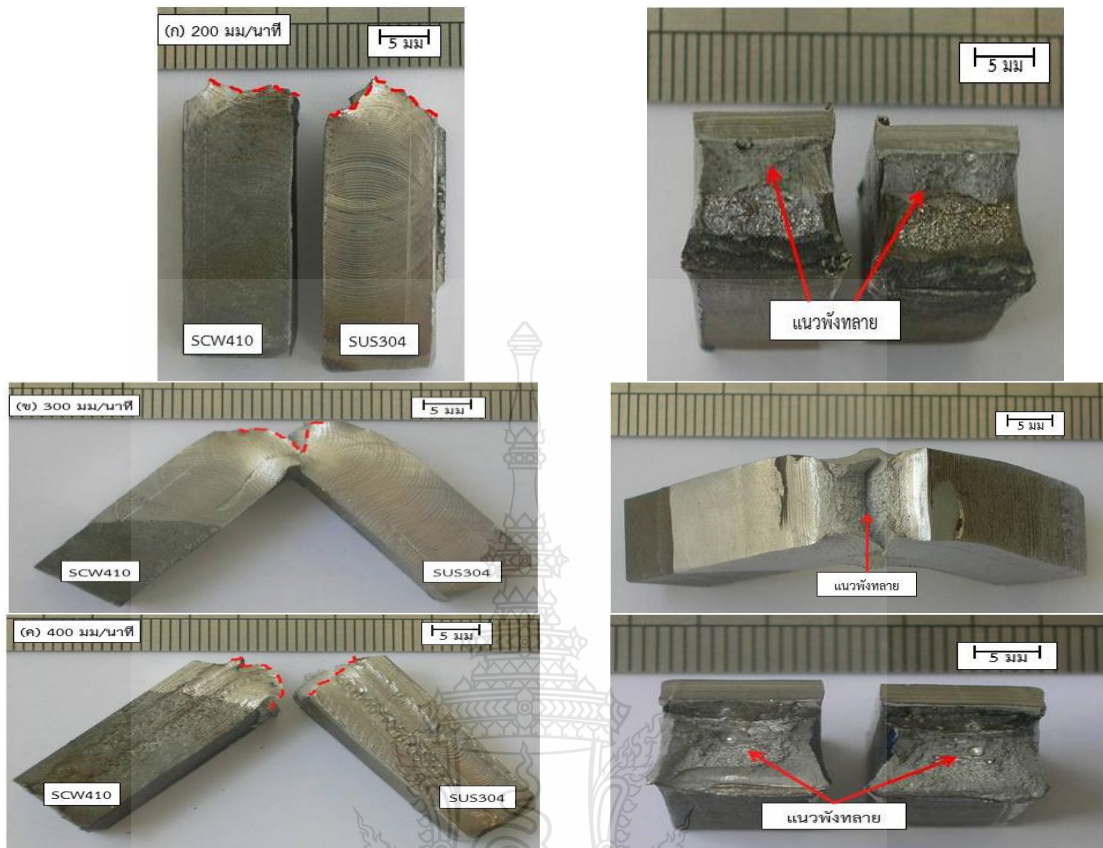 (ก) 200 มม/นาที
5 มม
5 มม
SCW410
SUS304
แนวพังทลาย
(ข) 300 มม/นาที
5 มม
5 มม
SCW410
SUS304
แนวพังทลาย
(ค) 400 มม/นาที
5 มม
5 มม
SCW410
SUS304
แนวพังทลาย